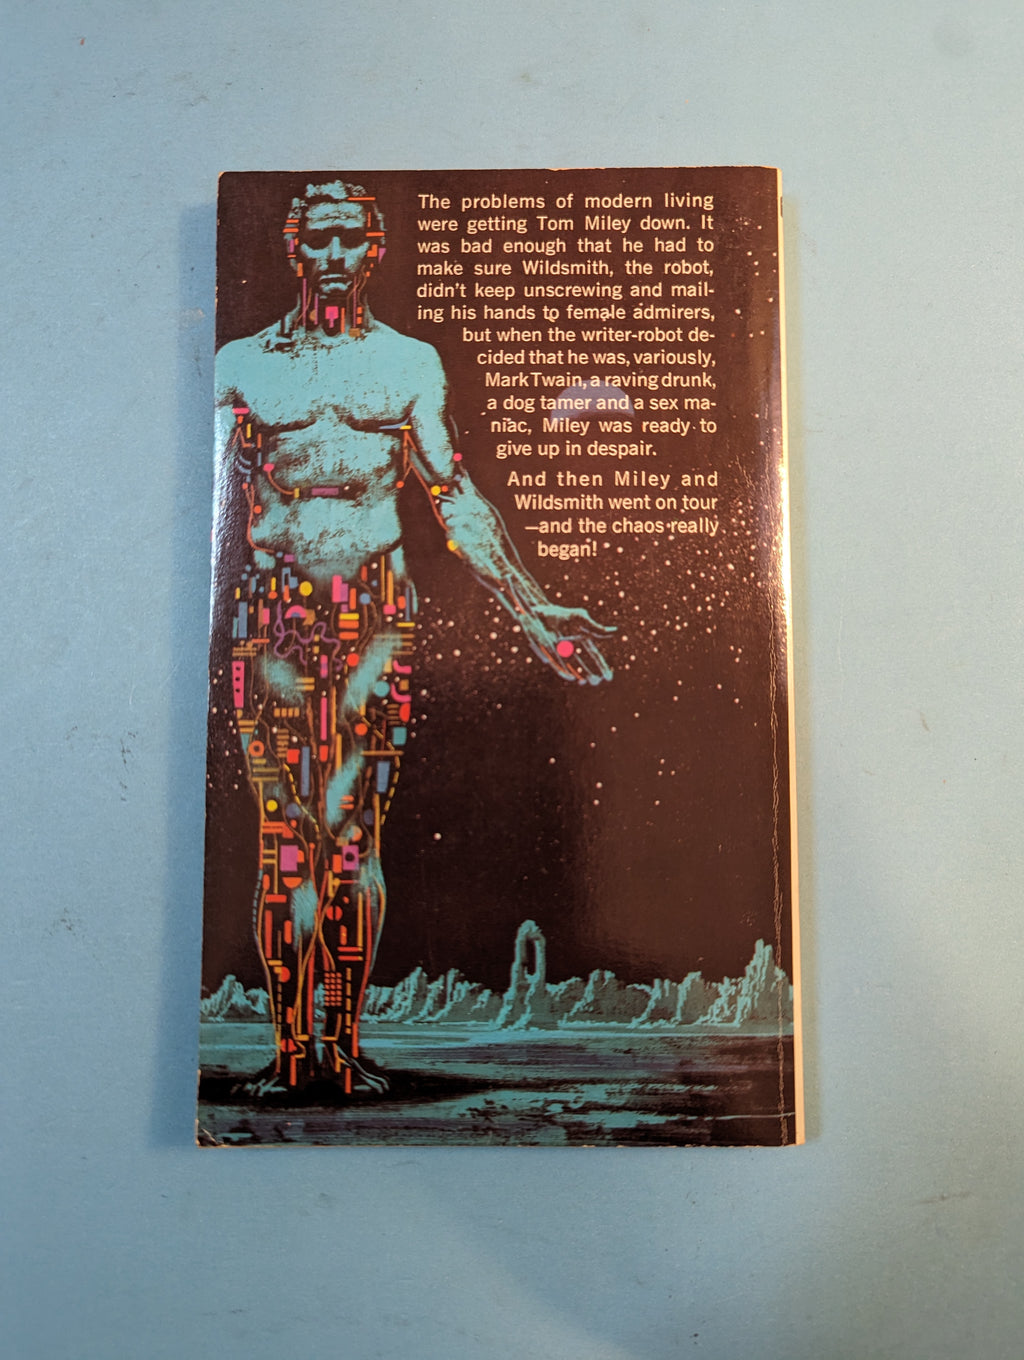 The problems of modern living
were getting Tom Miley down. It
was bad enough that he had to
make sure Wildsmith, the robot,
didn't keep unscrewing and mail-
ing his hands to female admirers,
but when the writer-robot de-
cided that he was, variously,
Mark Twain, a raving drunk,
a dog tamer and a sex ma-
niac, Miley was ready to
give up in despair.
And then Miley and
Wildsmith went on tour
—and the chaos really
began!